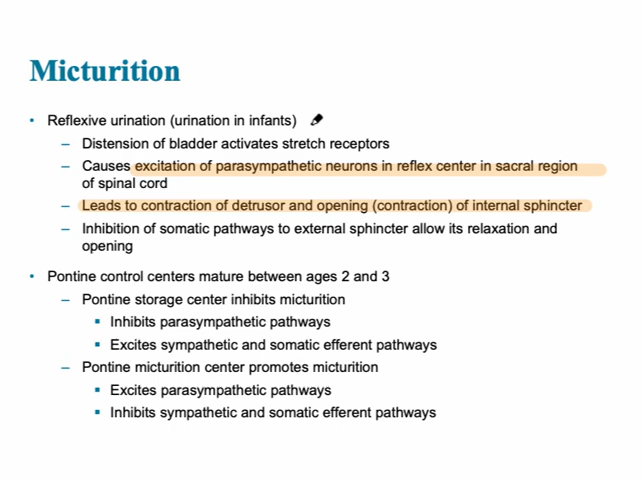 Micturition
• Reflexive urination (urination in infants)
– Distension of bladder activates stretch receptors
– Causes excitation of parasympathetic neurons in reflex center in sacral region
of spinal cord
– Leads to contraction of detrusor and opening (contraction) of internal sphincter
– Inhibition of somatic pathways to external sphincter allow its relaxation and
opening
• Pontine control centers mature between ages 2 and 3
– Pontine storage center inhibits micturition
▪ Inhibits parasympathetic pathways
▪ Excites sympathetic and somatic efferent pathways
– Pontine micturition center promotes micturition
▪ Excites parasympathetic pathways
▪ Inhibits sympathetic and somatic efferent pathways